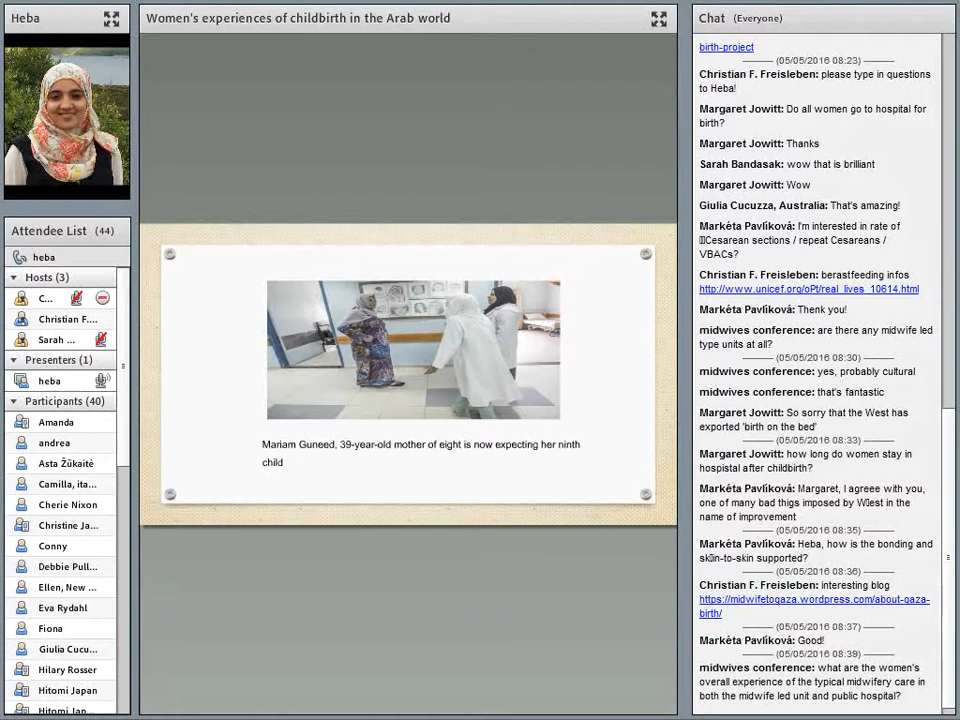 Heba
Women's experiences of childbirth in the Arab world
Chat (Everyone)
Attendee List (44)
heba
Hosts (3)
C...
Christian F....
Sarah ...
Presenters (1)
heba
Participants (40)
Amanda
andrea
Asta Žūkaitė
Camilla, ita...
Cherie Nixon
Christine Ja...
Conny
Debbie Pull...
Ellen, New ...
Eva Rydahl
Fiona
Giulia Cucu...
Hilary Rosser
Hitomi Japan
Hitomi Jap...
Mariam Guneed, 39-year-old mother of eight is now expecting her ninth
child
birth-project
(05/05/2016 08:23)
Christian F. Freisleben: please type in questions
to Heba!
Margaret Jowitt: Do all women go to hospital for
birth?
Margaret Jowitt: Thanks
Sarah Bandasak: wow that is brilliant
Margaret Jowitt: Wow
Giulia Cucuzza, Australia: That's amazing!
Markéta Pavlíková: I'm interested in rate of
Cesarean sections / repeat Cesareans /
VBACs?
Christian F. Freisleben: berastfeeding infos
http://www.unicef.org/oPt/real_lives_10614.html
Markéta Pavlíková: Thenk you!
midwives conference: are there any midwife led
type units at all?
(05/05/2016 08:30)
midwives conference: yes, probably cultural
midwives conference: that's fantastic
Margaret Jowitt: So sorry that the West has
exported 'birth on the bed'
(05/05/2016 08:33)
Margaret Jowitt: how long do women stay in
hospistal after childbirth?
Markéta Pavlíková: Margaret, I agreee with you,
one of many bad thigs imposed by W▯est in the
name of improvement
(05/05/2016 08:35)
Markéta Pavlíková: Heba, how is the bonding and
sk▯in-to-skin supported?
(05/05/2016 08:36)
Christian F. Freisleben: interesting blog
https://midwifetogaza.wordpress.com/about-gaza-
birth/
(05/05/2016 08:37)
Markéta Pavlíková: Good!
(05/05/2016 08:39)
midwives conference: what are the women's
overall experience of the typical midwifery care in
both the midwife led unit and public hospital?